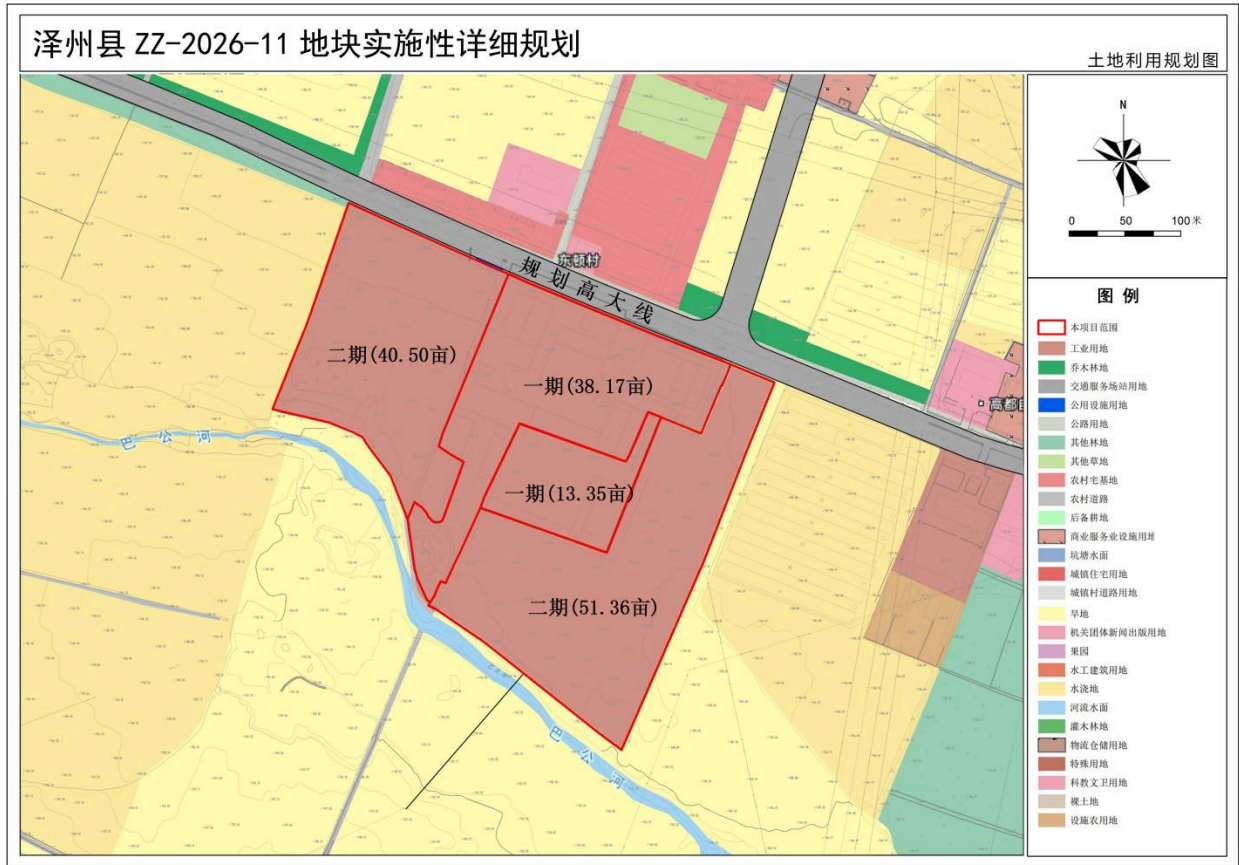 泽州县 ZZ-2026-11 地块实施性详细规划
土地利用规划图
N
0 50 100米
东顿村
规划高大线
二期(40.50亩)
一期(38.17亩)
一期(13.35亩)
二期(51.36亩)
巴公河
巴公河
高都
图例
本项目范围
工业用地
乔木林地
交通服务场站用地
公用设施用地
公路用地
其他林地
其他草地
农村宅基地
农村道路
后备耕地
商业服务业设施用地
坑塘水面
城镇住宅用地
城镇村道路用地
旱地
机关团体新闻出版用地
果园
水工建筑用地
水浇地
河流水面
灌木林地
物流仓储用地
特殊用地
科教文卫用地
裸土地
设施农用地